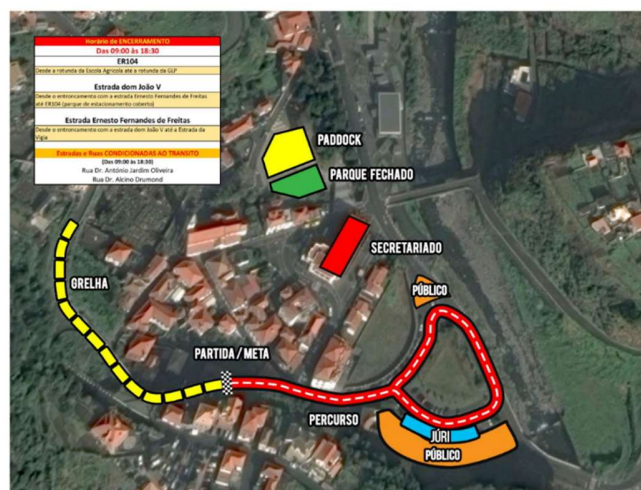 Horário de ENCERRAMENTO
Das 09:00 às 18:30
ER104
Desde a rotunda da Escola Agrícola até a rotunda da GLP
Estrada dom João V
Desde o entroncamento com a estrada Ernesto Fernandes de Freitas
até ER104 (parque de estacionamento coberto)
Estrada Ernesto Fernandes de Freitas
Desde o entroncamento com a estrada dom João V até a Estrada da
Vigia
Estradas e Ruas CONDICIONADAS AO TRANSITO
(Das 09:00 às 18:30)
Rua Dr. António Jardim Oliveira
Rua Dr. Alcino Drumond
PADDOCK
PARQUE FECHADO
SECRETARIADO
GRELHA
PÚBLICO
PARTIDA / META
PERCURSO
JÚRI
PÚBLICO